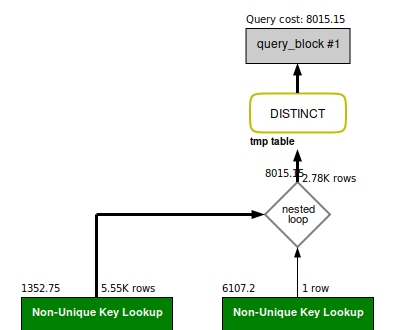 Query cost: 8015.15
query_block #1
DISTINCT
tmp table
8015.15
2.78K rows
nested
loop
1352.75
5.55K rows
6107.2
1 row
Non-Unique Key Lookup
Non-Unique Key Lookup